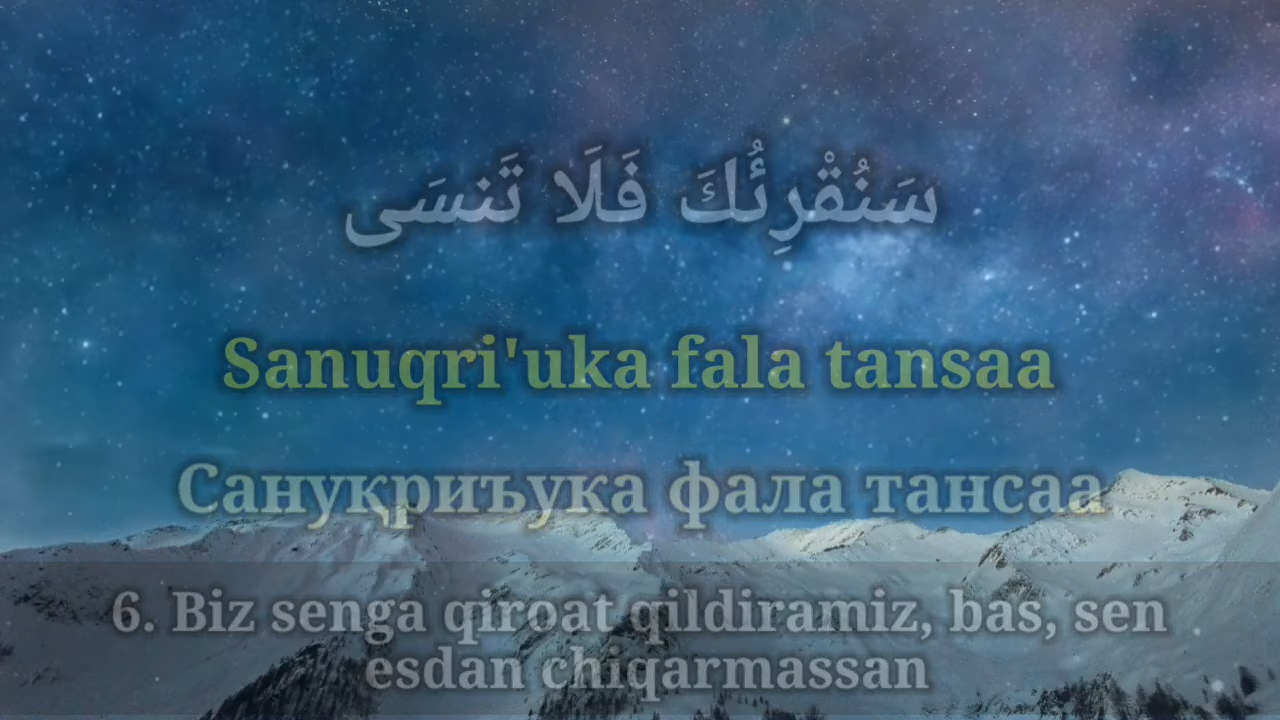 سَنُقْرِئُكَ فَلَا تَنسَى
Sanuqri'uka fala tansaa
Сануқриъука фала тансаа
6. Biz senga qiroat qildiramiz, bas, sen
esdan chiqarmassan